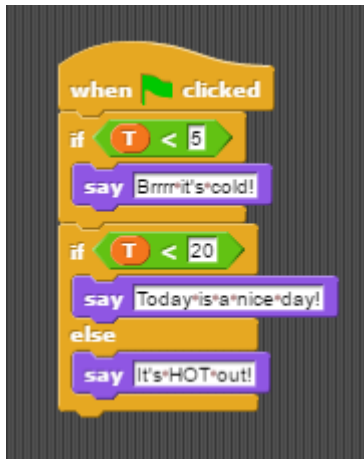 when clicked
if T < 5
say Brrrr it's cold!
if T < 20
say Today is a nice day!
else
say It's HOT out!